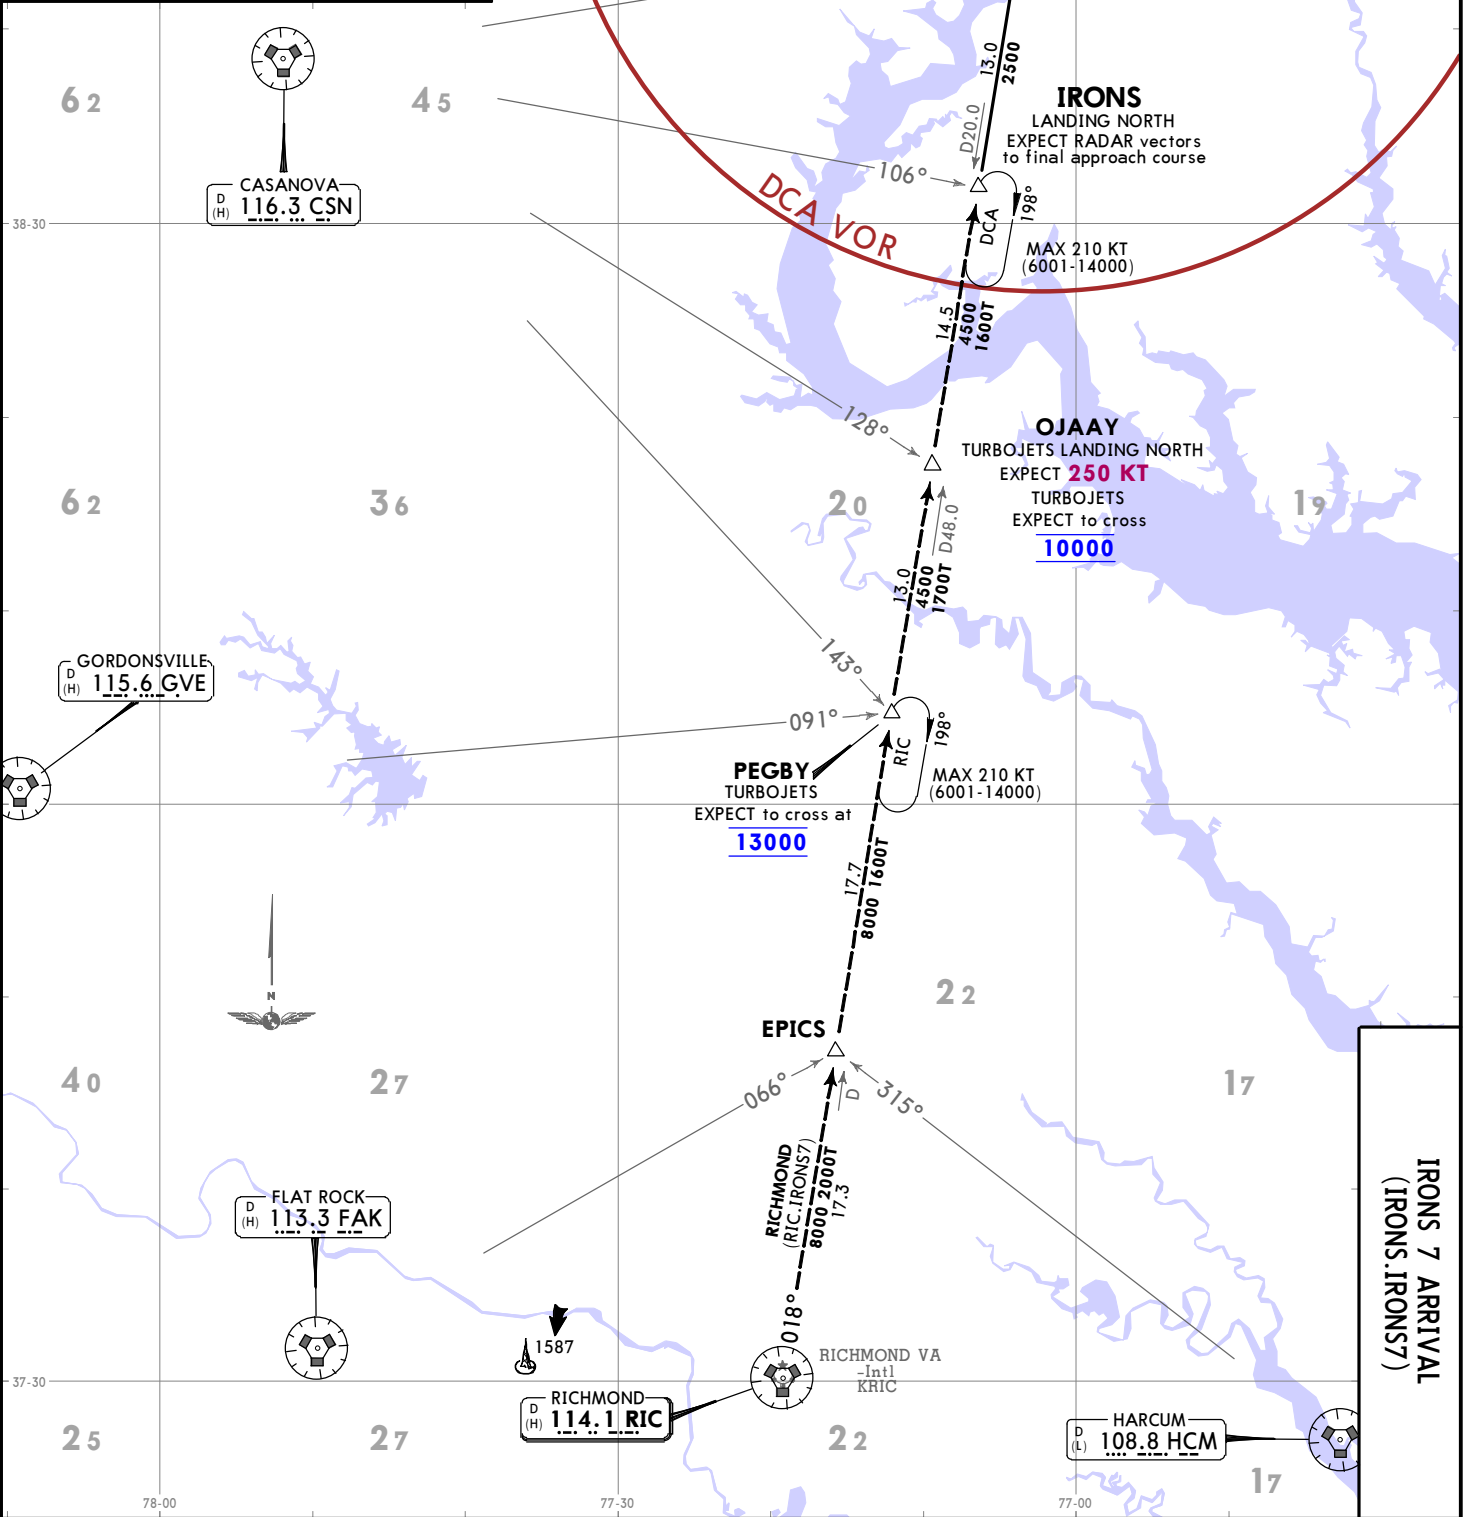 13.0
2500
62
45
IRONS
LANDING NORTH
EXPECT RADAR vectors
to final approach course
D20.0
106°
CASANOVA
D
(H)
116.3 CSN
DCA VOR
DCA
198°
38-30
MAX 210 KT
(6001-14000)
14.5
4500
1600T
128°
OJAAY
TURBOJETS LANDING NORTH
EXPECT 250 KT
TURBOJETS
EXPECT to cross
10000
62
36
20
19
D48.0
13.0
4500
1700T
143°
GORDONSVILLE
D
(H)
115.6 GVE
091°
RIC
198°
PEGBY
TURBOJETS
EXPECT to cross at
13000
MAX 210 KT
(6001-14000)
17.7
8000 1600T
N
22
EPICS
40
27
17
066°
D
315°
RICHMOND
(RIC.IRONS7)
8000 2000T
17.3
IRONS 7 ARRIVAL
(IRONS.IRONS7)
FLAT ROCK
D
(H)
113.3 FAK
018°
1587
RICHMOND VA
-Intl
KRIC
37-30
RICHMOND
D
(H)
114.1 RIC
HARCUM
D
(L)
108.8 HCM
25
27
22
17
78-00
77-30
77-00